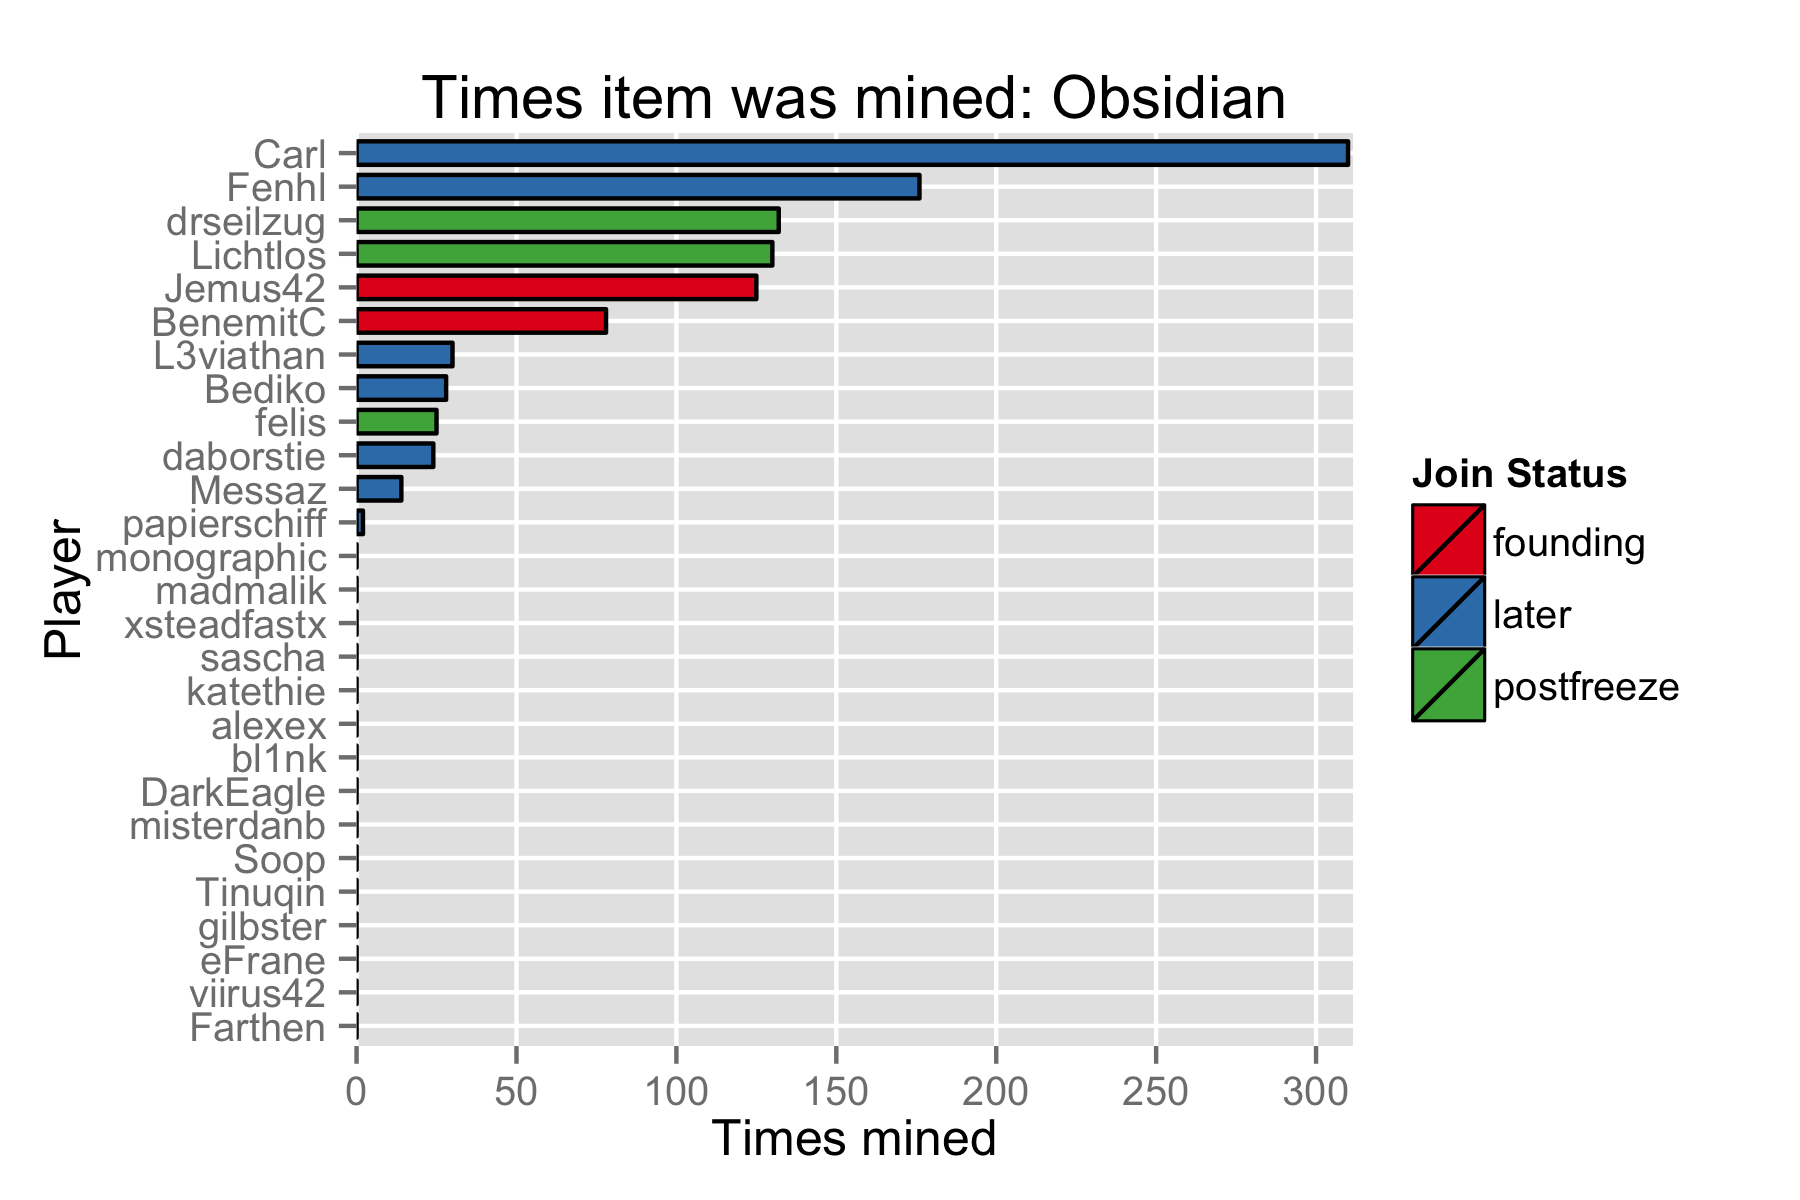 Times item was mined: Obsidian
Carl
Fenhl
drseilzug
Lichtlos
Jemus42
BenemitC
L3viathan
Bediko
felis
daborstie
Messaz
papierschiff
monographic
madmalik
xsteadfastx
sascha
katethie
alexex
bl1nk
DarkEagle
misterdanb
Soop
Tinuqin
gilbster
eFrane
viirus42
Farthen
Player
0 50 100 150 200 250 300
Times mined
Join Status
founding
later
postfreeze